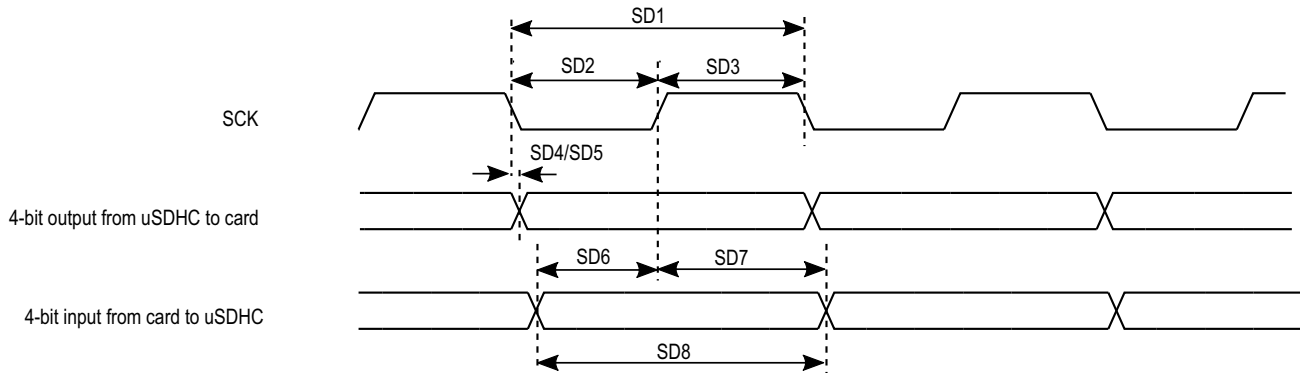 SD1
SD2
SD3
SCK
SD4/SD5
4-bit output from uSDHC to card
SD6
SD7
4-bit input from card to uSDHC
SD8